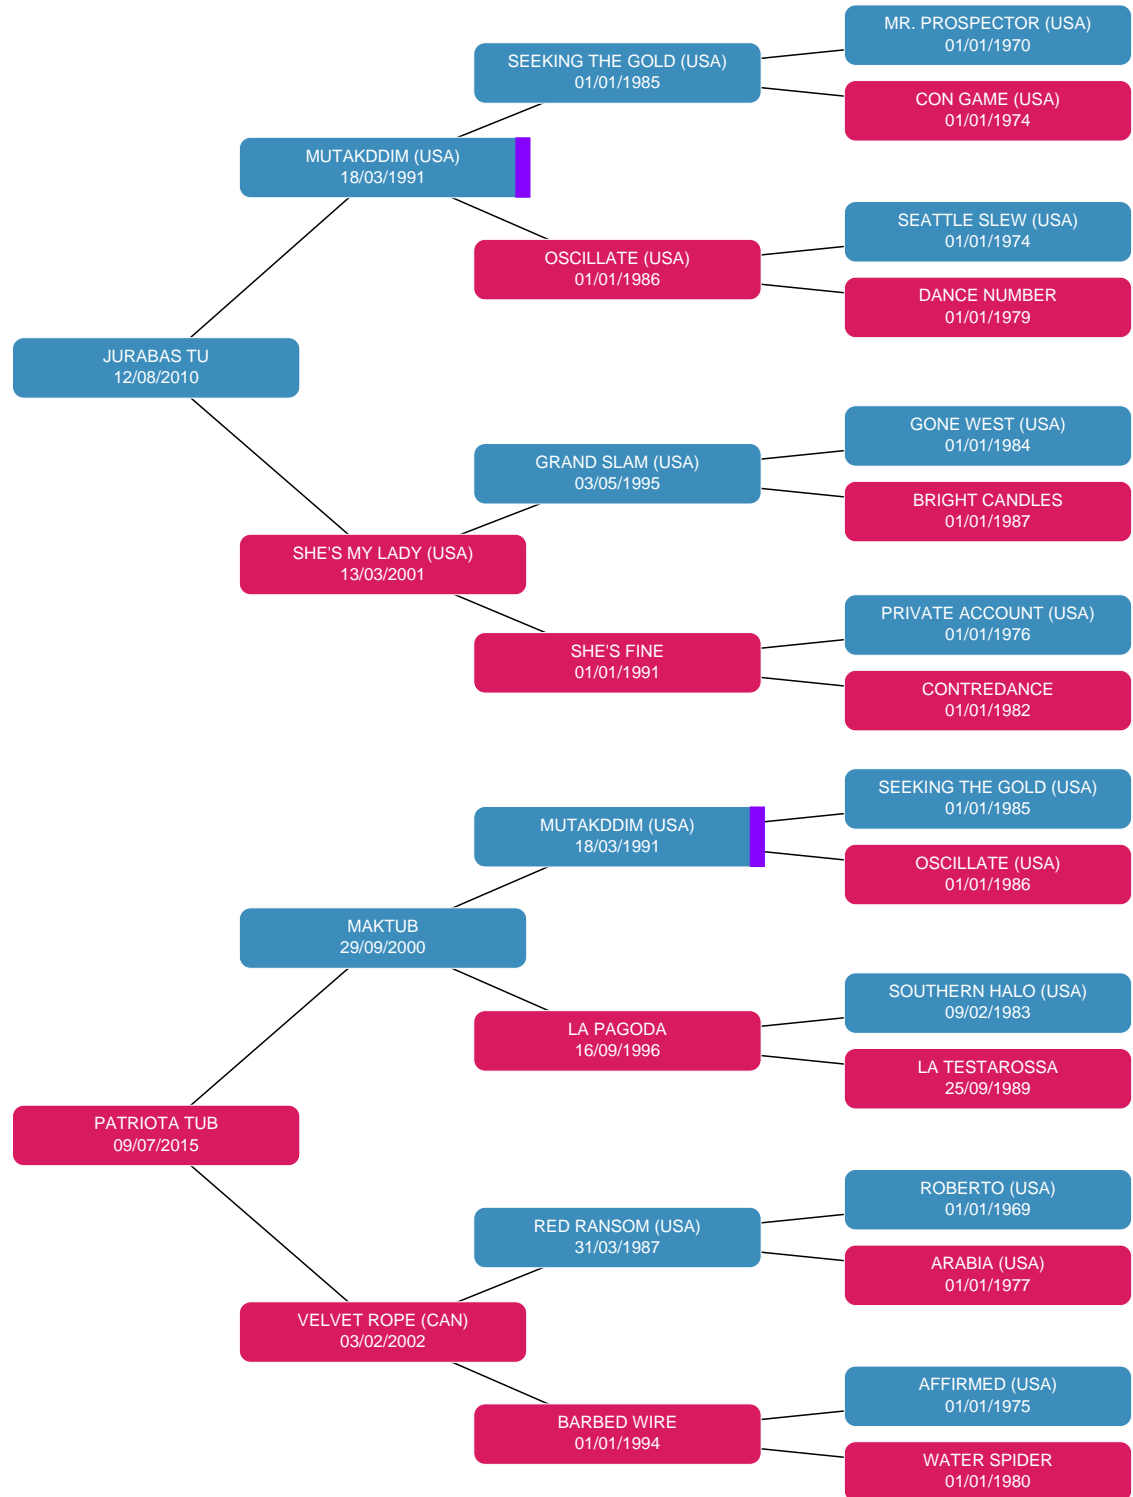 MR. PROSPECTOR (USA)
01/01/1970
SEEKING THE GOLD (USA)
01/01/1985
CON GAME (USA)
01/01/1974
MUTAKDDIM (USA)
18/03/1991
SEATTLE SLEW (USA)
01/01/1974
OSCILLATE (USA)
01/01/1986
DANCE NUMBER
01/01/1979
JURABAS TU
12/08/2010
GONE WEST (USA)
01/01/1984
GRAND SLAM (USA)
03/05/1995
BRIGHT CANDLES
01/01/1987
SHE'S MY LADY (USA)
13/03/2001
PRIVATE ACCOUNT (USA)
01/01/1976
SHE'S FINE
01/01/1991
CONTREDANCE
01/01/1982
SEEKING THE GOLD (USA)
01/01/1985
MUTAKDDIM (USA)
18/03/1991
OSCILLATE (USA)
01/01/1986
MAKTUB
29/09/2000
SOUTHERN HALO (USA)
09/02/1983
LA PAGODA
16/09/1996
LA TESTAROSSA
25/09/1989
PATRIOTA TUB
09/07/2015
ROBERTO (USA)
01/01/1969
RED RANSOM (USA)
31/03/1987
ARABIA (USA)
01/01/1977
VELVET ROPE (CAN)
03/02/2002
AFFIRMED (USA)
01/01/1975
BARBED WIRE
01/01/1994
WATER SPIDER
01/01/1980